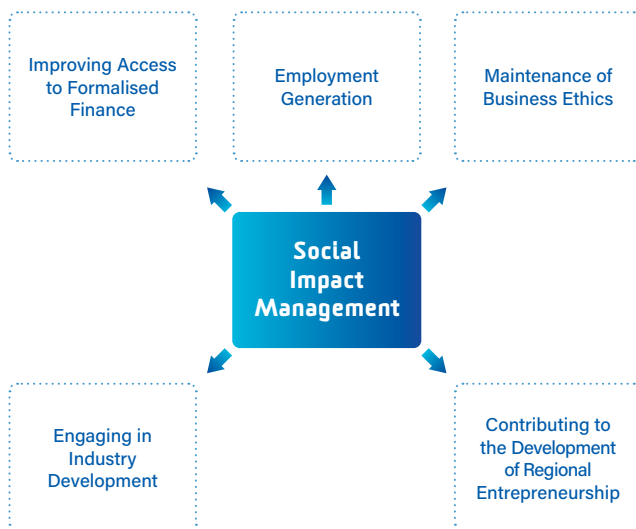 Improving Access
to Formalised
Finance
Employment
Generation
Maintenance of
Business Ethics
Social
Impact
Management
Engaging in
Industry
Development
Contributing to
the Development
of Regional
Entrepreneurship